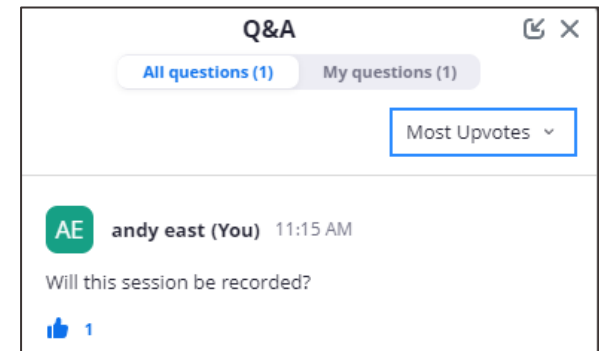 Q&A
All questions (1) My questions (1)
Most Upvotes
AE andy east (You) 11:15 AM
Will this session be recorded?
1